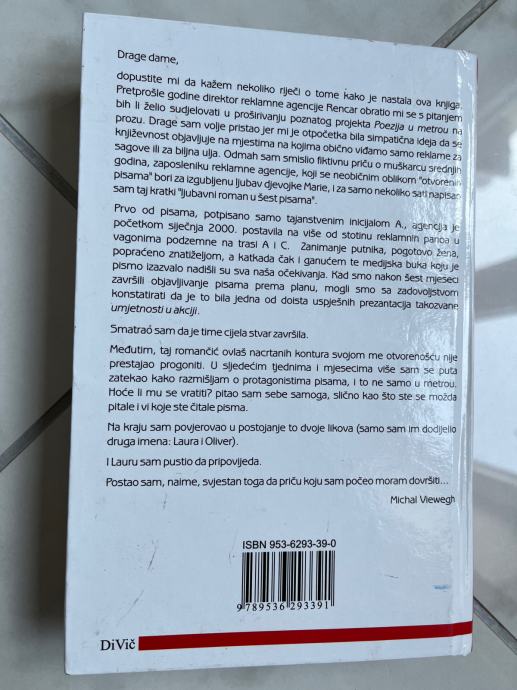 Drage dame,
dopustite mi da kažem nekoliko riječi o tome kako je nastala ova knjiga.
Pretprošle godine direktor reklamne agencije Rencar obratio mi se s pitanjem
bih li želio sudjelovati u proširivanju poznatog projekta Poezija u metrou na
prozu. Drage sam volje pristao jer mi je otpočetka bila simpatična ideja da se
književnost objavljuje na mjestima na kojima obično viđamo samo reklame za
sagove ili za biljna ulja. Odmah sam smislio fiktivnu priču o muškarcu srednjih
godina, zaposleniku reklamne agencije, koji se neobičnim oblikom "otvorenih
pisama" bori za izgubljenu ljubav djevojke Marie, i za samo nekoliko sati napisao
sam taj kratki "ljubavni roman u šest pisama".
Prvo od pisama, potpisano samo tajanstvenim inicijalom A., agencija je
početkom siječnja 2000. postavila na više od stotinu reklamnih panoa u
vagonima podzemne na trasi A i C. Zanimanje putnika, pogotovo žena,
popraćeno znatiželjom, a katkada čak i ganućem te medijska buka koju je
pismo izazvalo nadišli su sva naša očekivanja. Kad smo nakon šest mjeseci
završili objavljivanje pisama prema planu, mogli smo sa zadovoljstvom
konstatirati da je to bila jedna od doista uspješnih prezantacija takozvane
umjetnosti u akciji.
Smatrao sam da je time cijela stvar završila.
Međutim, taj romančić ovlaš nacrtanih kontura svojom me otvorenošću nije
prestajao progoniti. U sljedećim tjednima i mjesecima više sam se puta
zatekao kako razmišljam o protagonistima pisama, i to ne samo u metrou.
Hoće li mu se vratiti? pitao sam sebe samoga, slično kao što ste se možda
pitale i vi koje ste čitale pisma.
Na kraju sam povjerovao u postojanje to dvoje likova (samo sam im dodijelio
druga imena: Laura i Oliver).
I Lauru sam pustio da pripovijeda.
Postao sam, naime, svjestan toga da priču koju sam počeo moram dovršiti...
Michal Viewegh
ISBN 953-6293-39-0
9 789536 293391
DiVič